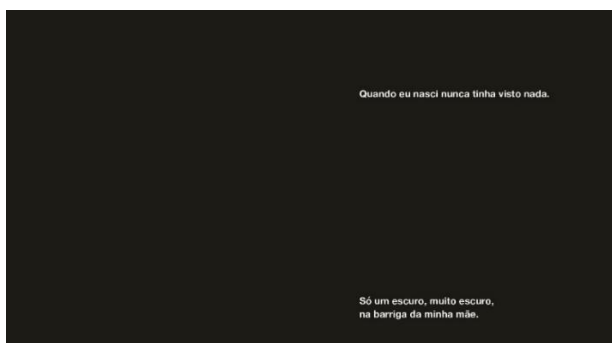 Quando eu nasci nunca tinha visto nada.
Só um escuro, muito escuro,
na barriga da minha mãe.